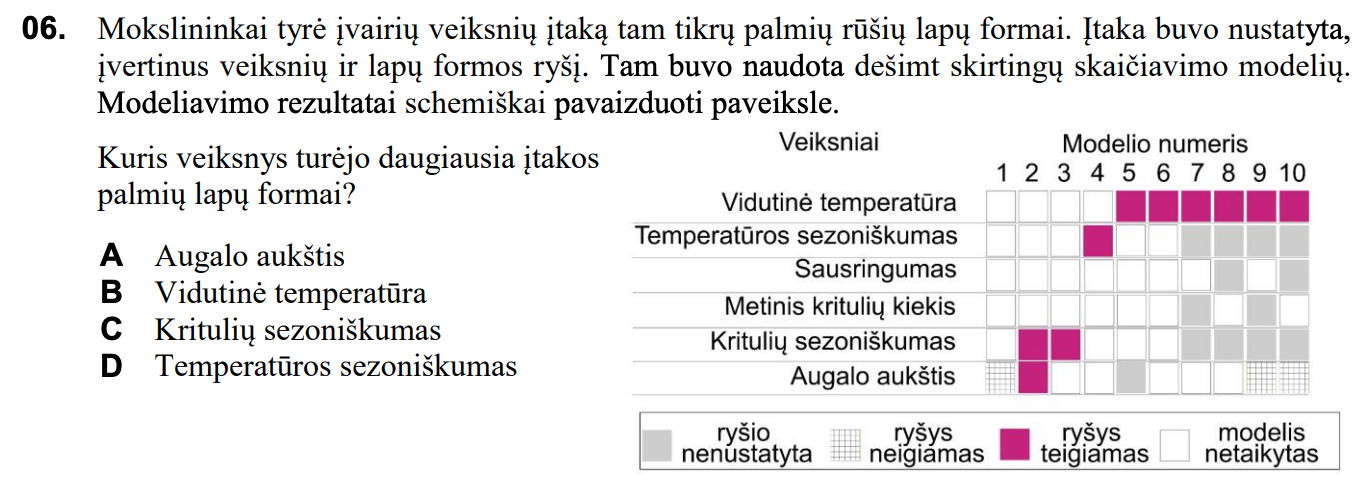 06. Mokslininkai tyrė įvairių veiksnių įtaką tam tikrų palmių rūšių lapų formai. Įtaka buvo nustatyta,
įvertinus veiksnių ir lapų formos ryšį. Tam buvo naudota dešimt skirtingų skaičiavimo modelių.
Modeliavimo rezultatai schemiškai pavaizduoti paveiksle.
Kuris veiksnys turėjo daugiausia įtakos
palmių lapų formai?
A Augalo aukštis
B Vidutinė temperatūra
C Kritulių sezoniškumas
D Temperatūros sezoniškumas
Veiksniai Modelio numeris
1 2 3 4 5 6 7 8 9 10
Vidutinė temperatūra
Temperatūros sezoniškumas
Sausringumas
Metinis kritulių kiekis
Kritulių sezoniškumas
Augalo aukštis
ryšio
nenustatyta
ryšys
neigiamas
ryšys
teigiamas
modelis
netaikytas